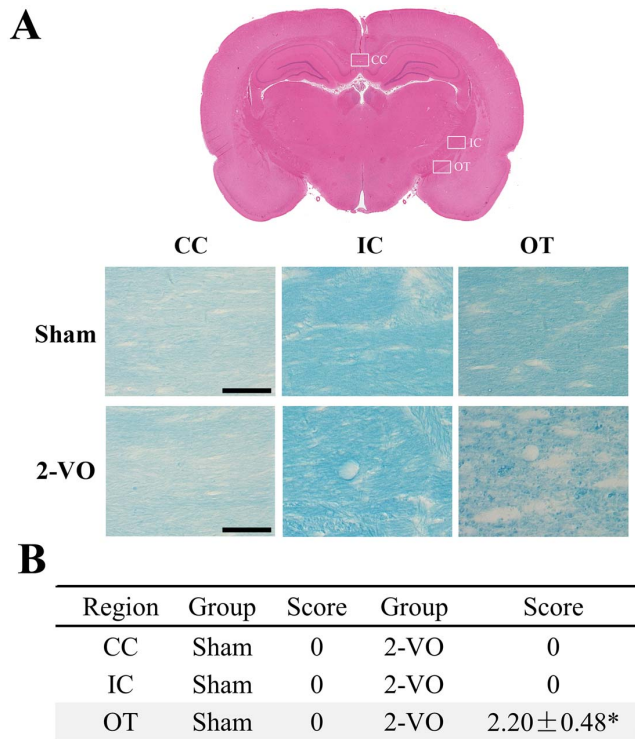 A
CC
IC
OT
CC IC OT
Sham
2-VO
B
Region Group Score Group Score
CC Sham 0 2-VO 0
IC Sham 0 2-VO 0
OT Sham 0 2-VO 2.20±0.48*